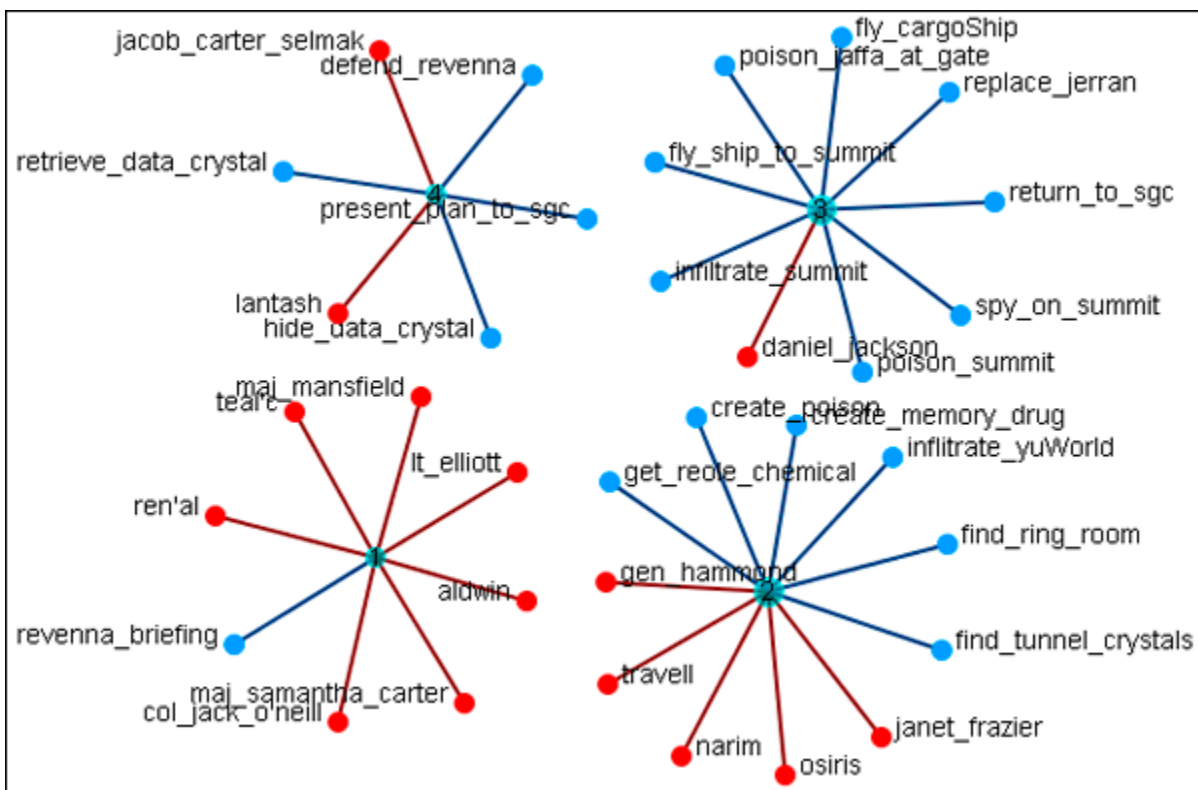 jacob_carter_selmak
defend_revenna
retrieve_data_crystal
4
present_plan_to_sgc
lantash
hide_data_crystal
fly_cargoShip
poison_jaffa_at_gate
replace_jerran
fly_ship_to_summit
3
return_to_sgc
infiltrate_summit
spy_on_summit
daniel_jackson
poison_summit
maj_mansfield
teal'c
lt_elliott
ren'al
1
aldwin
revenna_briefing
maj_samantha_carter
col_jack_o'neill
create_poison
create_memory_drug
inflitrate_yuWorld
get_reole_chemical
find_ring_room
gen_hammond
2
find_tunnel_crystals
travell
janet_frazier
narim
osiris